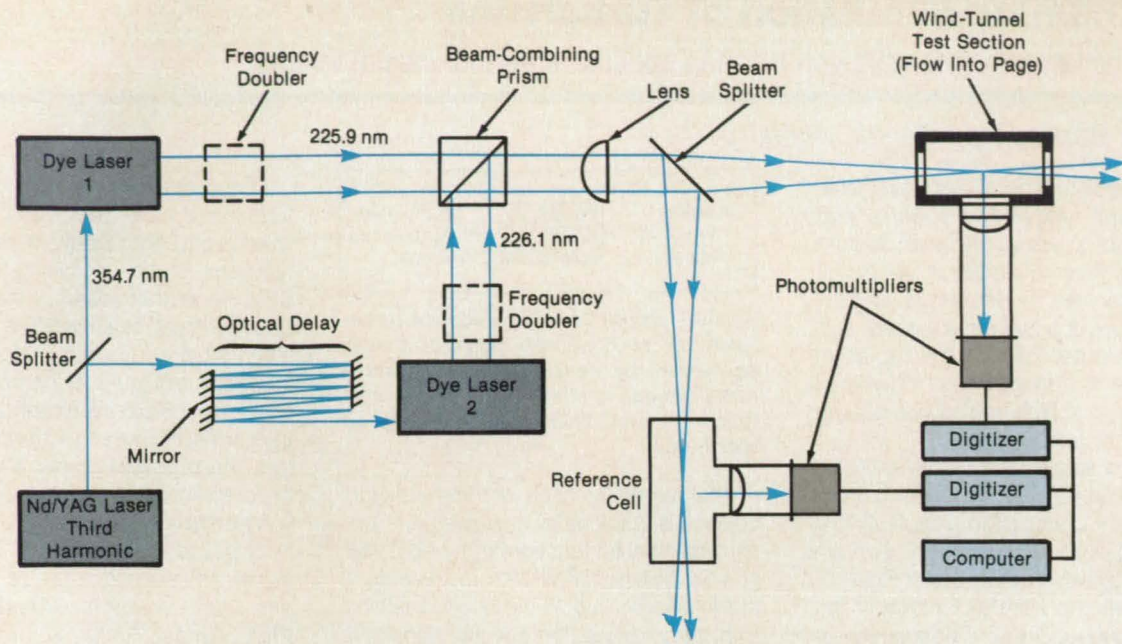 Wind-Tunnel
Test Section
(Flow Into Page)
Frequency
Doubler
Beam-Combining
Prism
Beam
Splitter
Lens
225.9 nm
Dye Laser
1
354.7 nm
226.1 nm
Frequency
Doubler
Photomultipliers
Beam
Splitter
Optical Delay
Dye Laser
2
Mirror
Digitizer
Reference
Cell
Digitizer
Nd/YAG Laser
Third
Harmonic
Computer